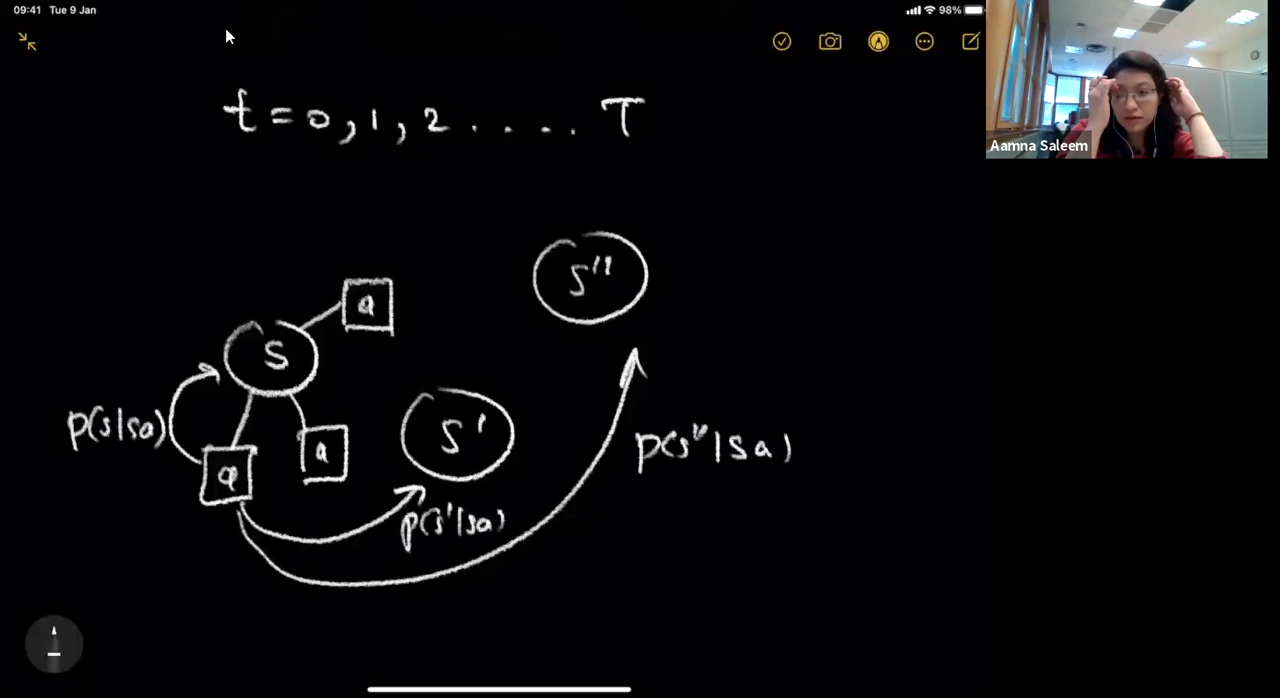 09:41 Tue 9 Jan
98%
t = 0, 1, 2 . . . . . T
Aamna Saleem
s''
a
s
s'
p(s|sa)
a
a
p(s''|sa)
p(s'|sa)